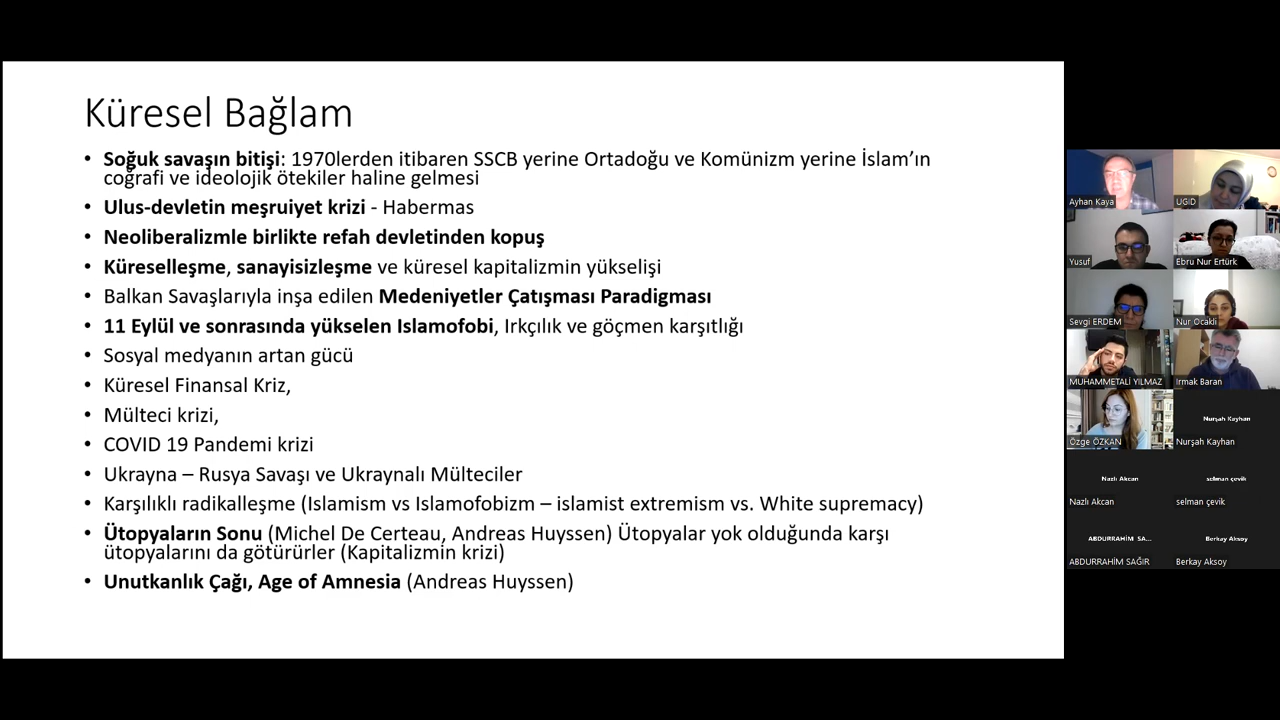 Küresel Bağlam
• Soğuk savaşın bitişi: 1970lerden itibaren SSCB yerine Ortadoğu ve Komünizm yerine İslam’ın
coğrafi ve ideolojik ötekiler haline gelmesi
• Ulus-devletin meşruiyet krizi - Habermas
• Neoliberalizmle birlikte refah devletinden kopuş
• Küreselleşme, sanayisizleşme ve küresel kapitalizmin yükselişi
• Balkan Savaşlarıyla inşa edilen Medeniyetler Çatışması Paradigması
• 11 Eylül ve sonrasında yükselen Islamofobi, Irkçılık ve göçmen karşıtlığı
• Sosyal medyanın artan gücü
• Küresel Finansal Kriz,
• Mülteci krizi,
• COVID 19 Pandemi krizi
• Ukrayna – Rusya Savaşı ve Ukraynalı Mülteciler
• Karşılıklı radikalleşme (Islamism vs Islamofobizm – islamist extremism vs. White supremacy)
• Ütopyaların Sonu (Michel De Certeau, Andreas Huyssen) Ütopyalar yok olduğunda karşı
ütopyalarını da götürürler (Kapitalizmin krizi)
• Unutkanlık Çağı, Age of Amnesia (Andreas Huyssen)
Ayhan Kaya
UGID
Yusuf
Ebru Nur Ertürk
Sevgi ERDEM
Nur Ocakli
MUHAMMETALİ YILMAZ
Irmak Baran
Özge ÖZKAN
Nurşah Kayhan
Nurşah Kayhan
Nazlı Akcan
selman çevik
Nazlı Akcan
selman çevik
ABDURRAHİM SA...
Berkay Aksoy
ABDURRAHİM SAĞIR
Berkay Aksoy